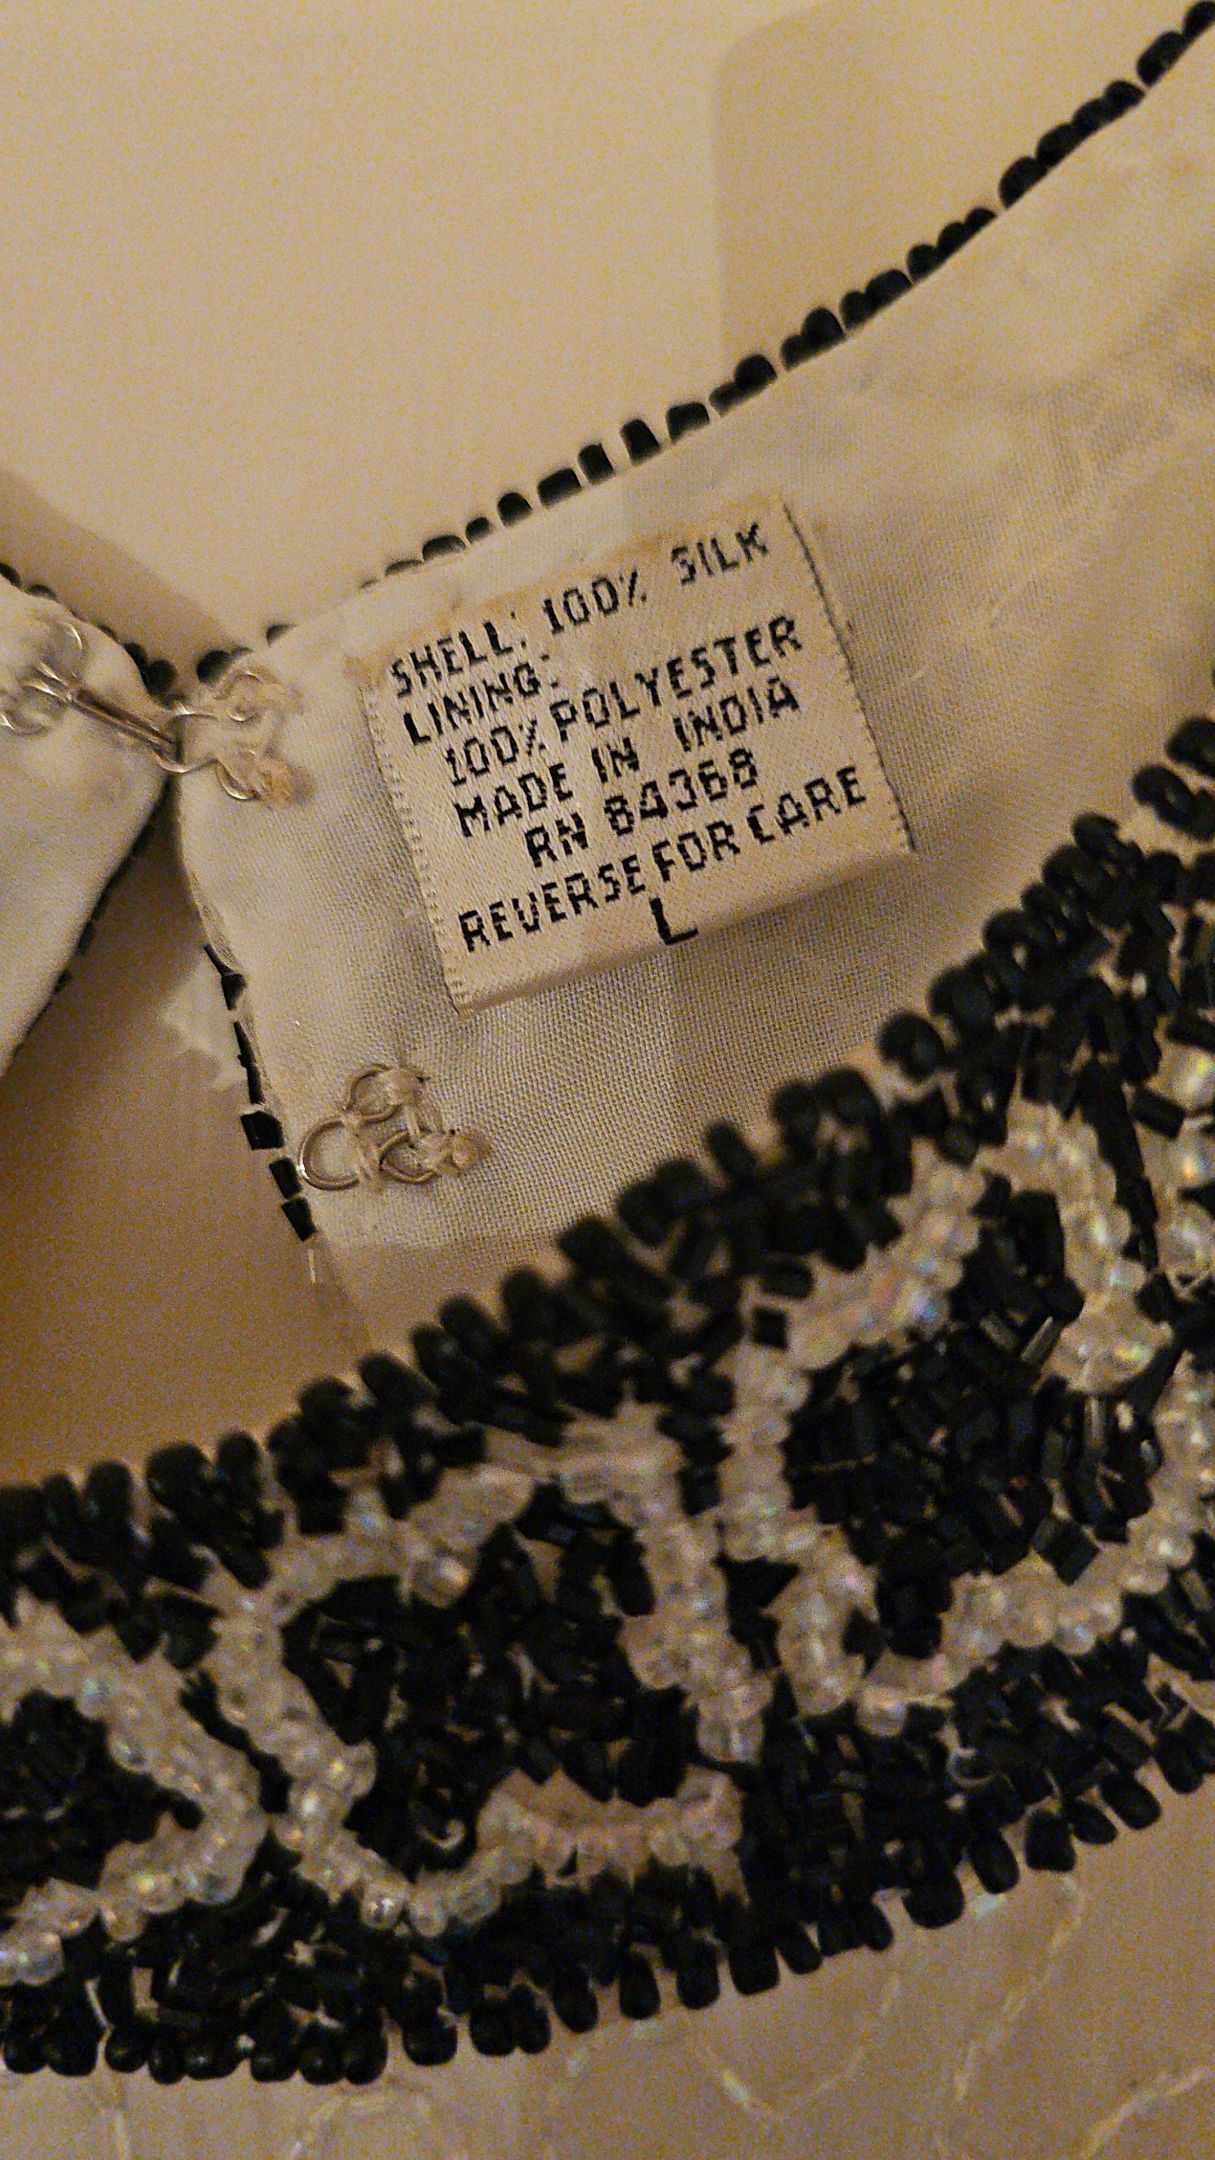 SHELL: 100% SILK
LINING:
100% POLYESTER
MADE IN INDIA
RN 84368
REVERSE FOR CARE
L